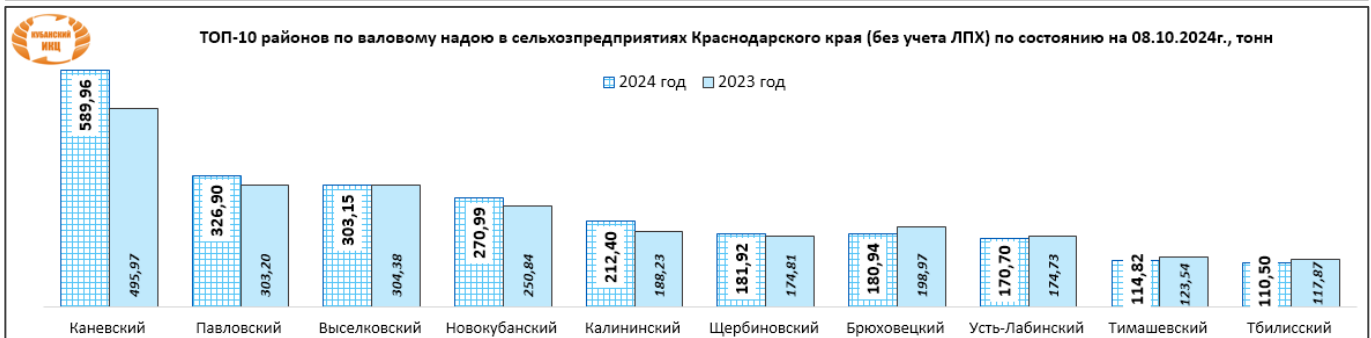 КУБАНСКИЙ
ИКЦ
ТОП-10 районов по валовому надою в сельхозпредприятиях Краснодарского края (без учета ЛПХ) по состоянию на 08.10.2024г., тонн
2024 год 2023 год
589,96 495,97 326,90 303,20 303,15 304,38 270,99 250,84 212,40 188,23 181,92 174,81 180,94 198,97 170,70 174,73 114,82 123,54 110,50 117,87
Каневский Павловский Выселковский Новокубанский Калининский Щербиновский Брюховецкий Усть-Лабинский Тимашевский Тбилисский